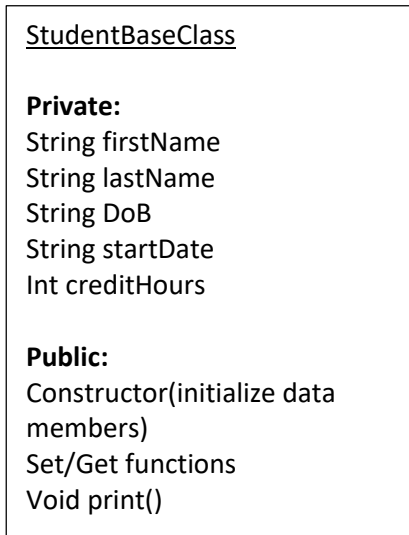 StudentBaseClass
Private:
String firstName
String lastName
String DoB
String startDate
Int creditHours
Public:
Constructor(initialize data
members)
Set/Get functions
Void print()